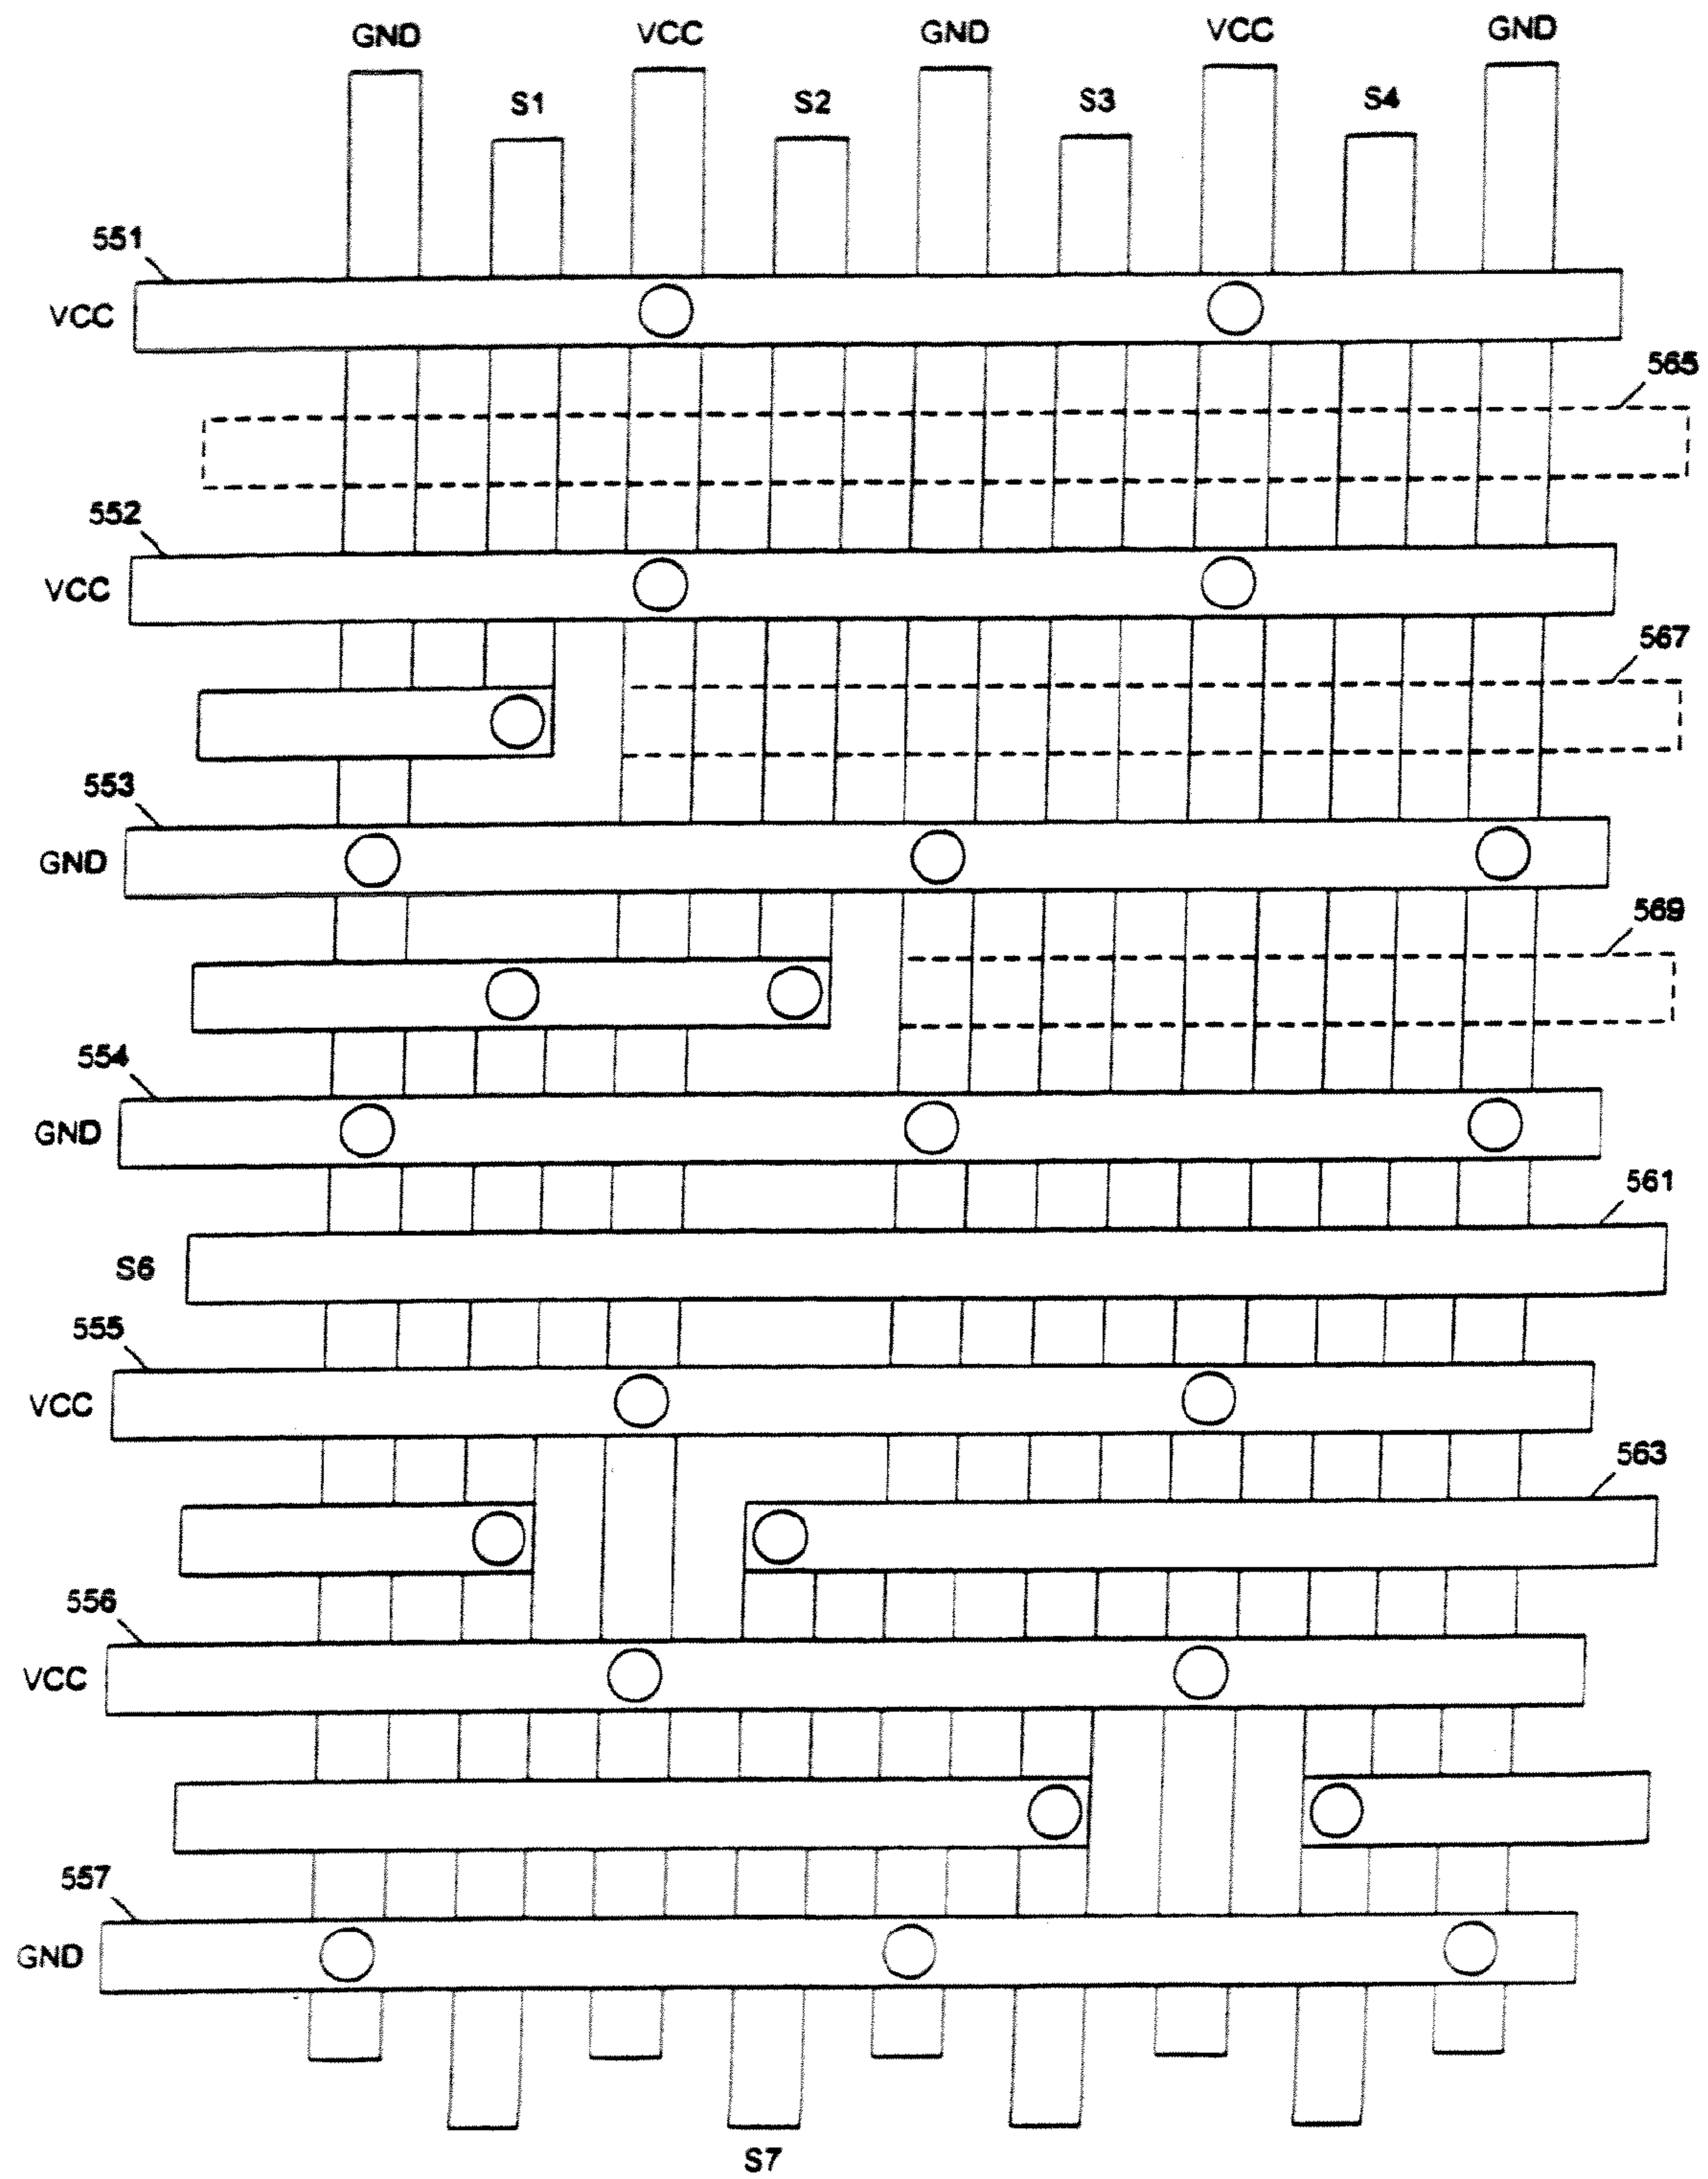 GND VCC GND VCC GND
S1 S2 S3 S4
551
VCC
565
552
VCC
567
553
GND
569
554
GND
561
S6
555
VCC
563
556
VCC
557
GND
S7